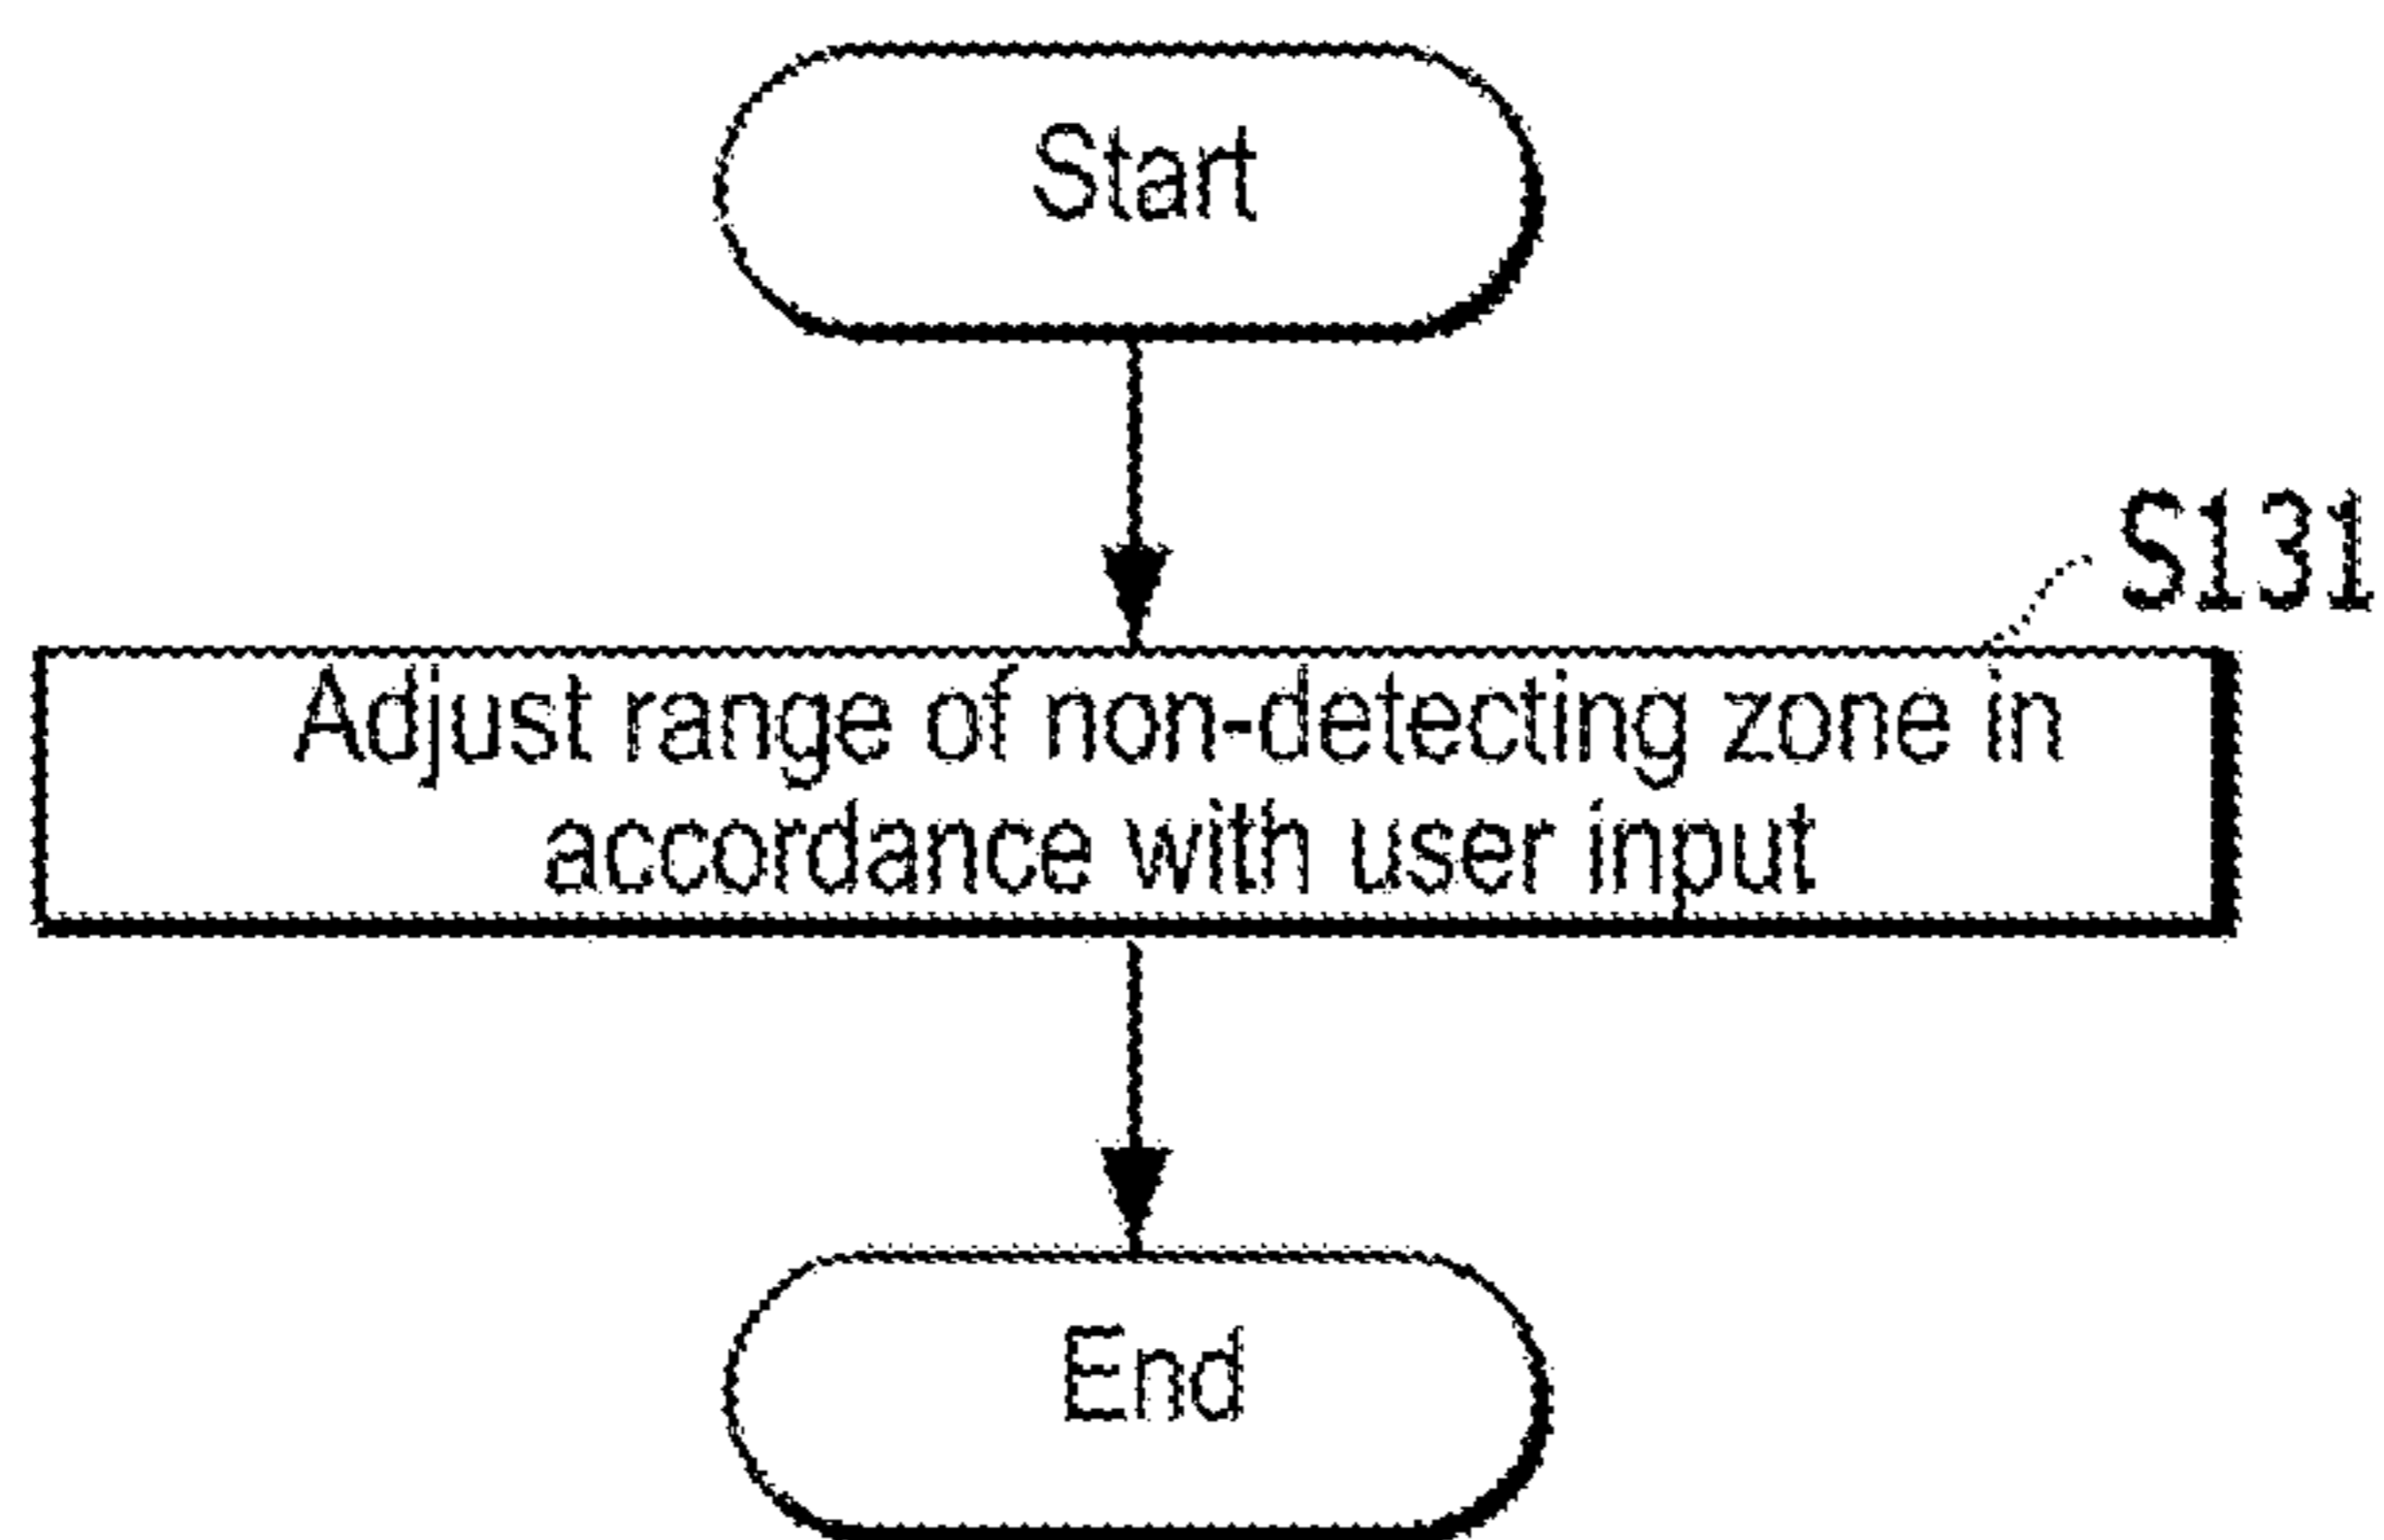 Start
S131
Adjust range of non-detecting zone in
accordance with user input
End